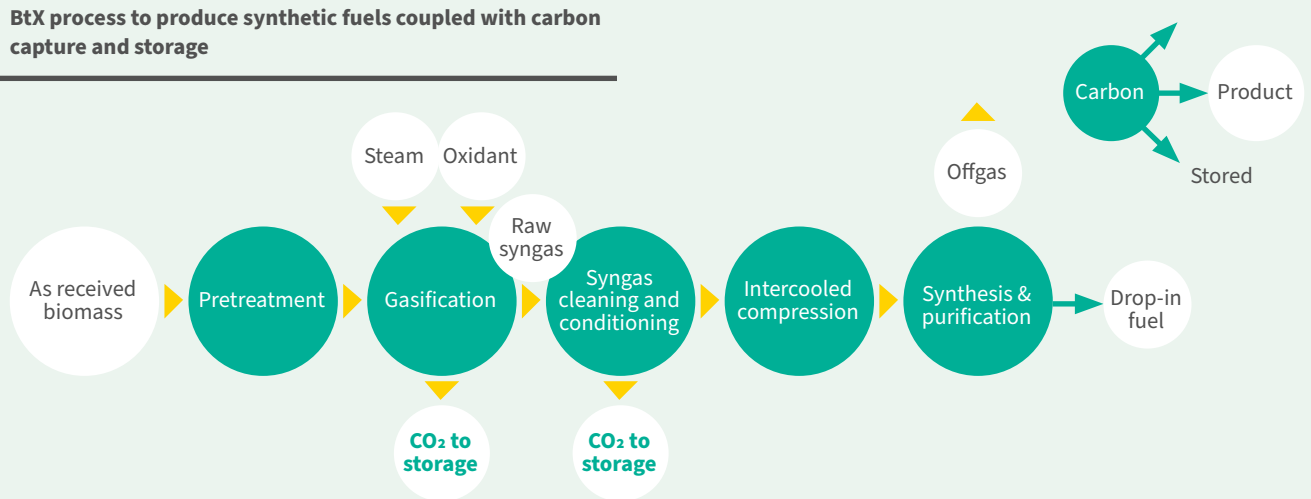 BtX process to produce synthetic fuels coupled with carbon
capture and storage
Carbon
Product
Stored
Steam
Oxidant
Offgas
Raw
syngas
As received
biomass
Pretreatment
Gasification
Syngas
cleaning and
conditioning
Intercooled
compression
Synthesis &
purification
Drop-in
fuel
CO₂ to
storage
CO₂ to
storage